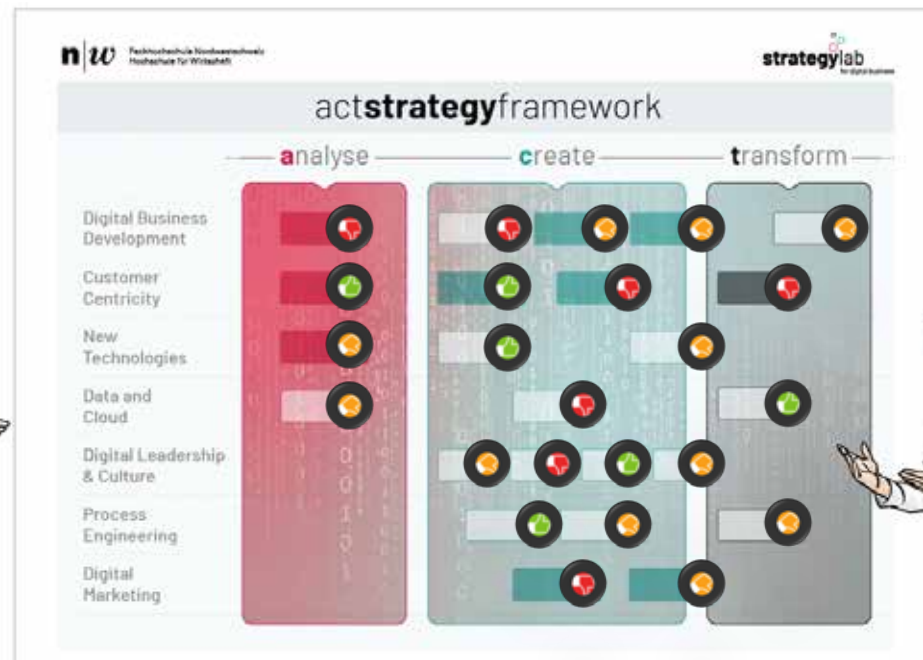 n|w Fachhochschule Nordwestschweiz
Hochschule für Wirtschaft
strategylab
for digital business
actstrategyframework
analyse create transform
Digital Business
Development
Customer
Centricity
New
Technologies
Data and
Cloud
Digital Leadership
& Culture
Process
Engineering
Digital
Marketing